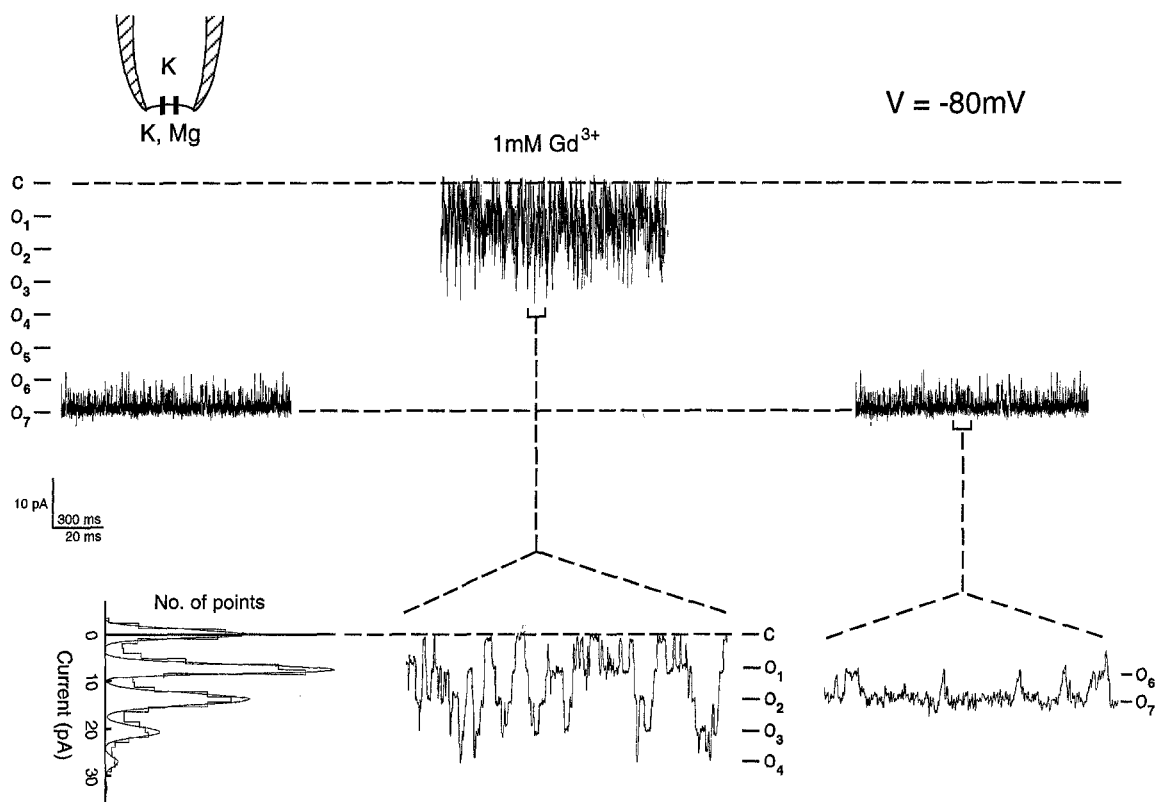 K
K, Mg
V = -80mV
1mM Gd³⁺
C
O₁
O₂
O₃
O₄
O₅
O₆
O₇
10 pA
300 ms
20 ms
No. of points
0
10
20
30
Current (pA)
C
O₁
O₂
O₃
O₄
O₆
O₇